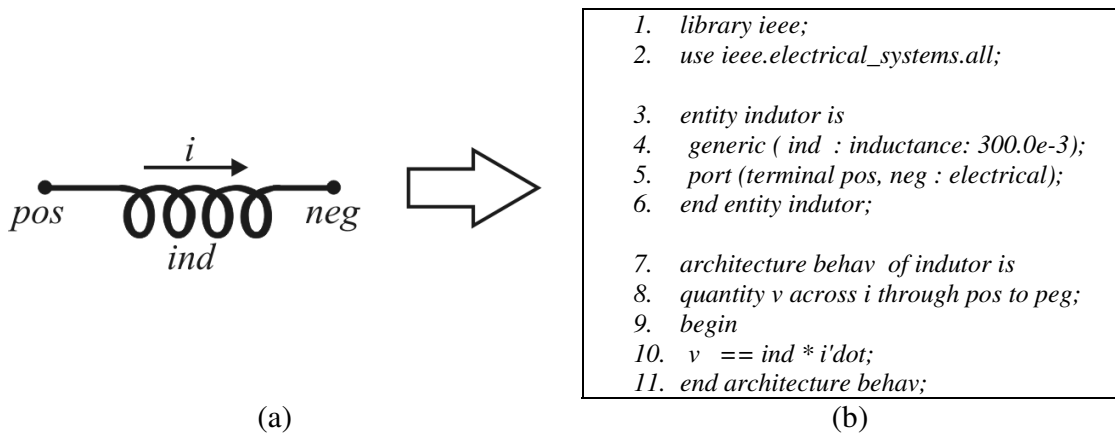 i
pos
neg
ind
(a)
1. library ieee;
2. use ieee.electrical_systems.all;
3. entity indutor is
4. generic ( ind : inductance: 300.0e-3);
5. port (terminal pos, neg : electrical);
6. end entity indutor;
7. architecture behav of indutor is
8. quantity v across i through pos to peg;
9. begin
10. v == ind * i'dot;
11. end architecture behav;
(b)